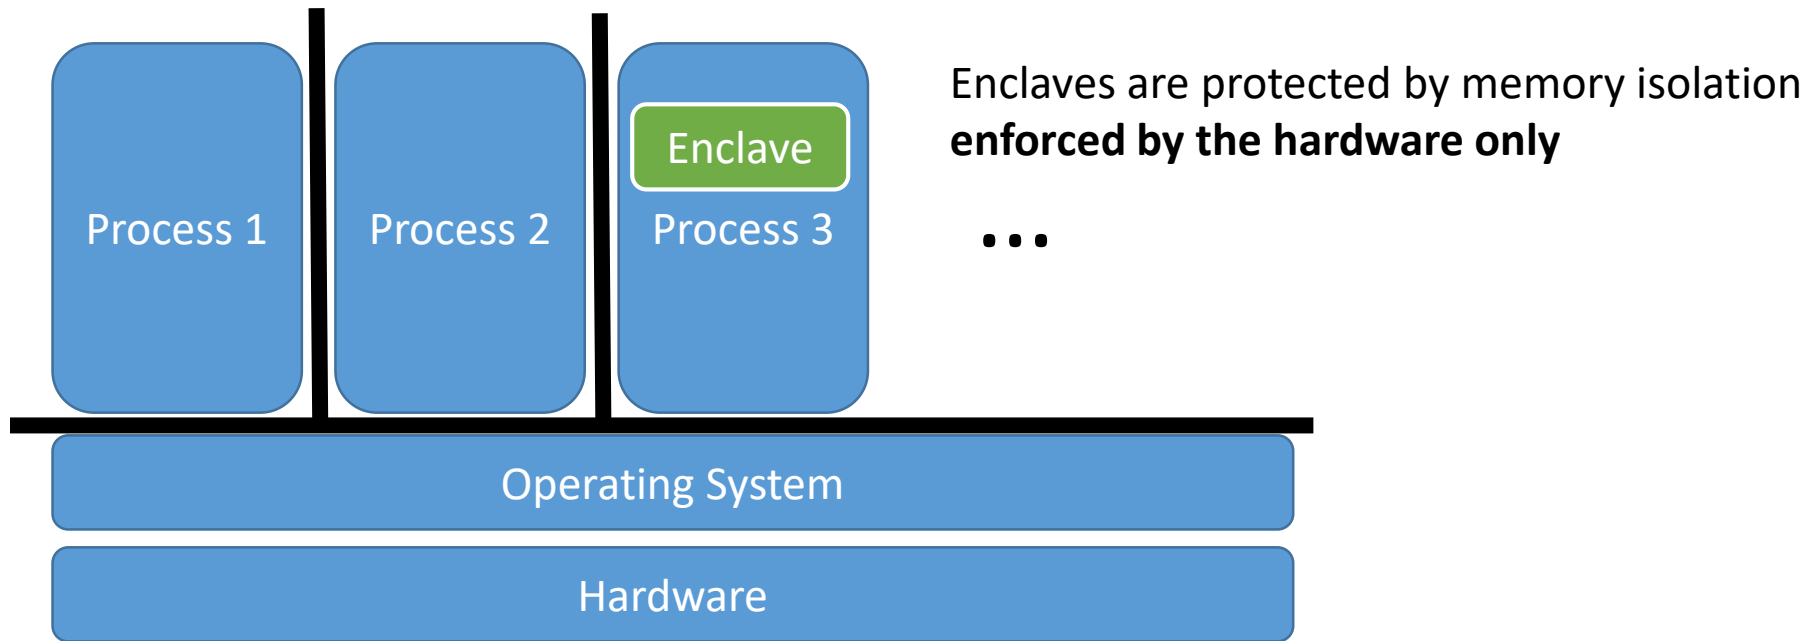 Enclaves are protected by memory isolation
enforced by the hardware only
Enclave
Process 1
Process 2
Process 3
...
Operating System
Hardware